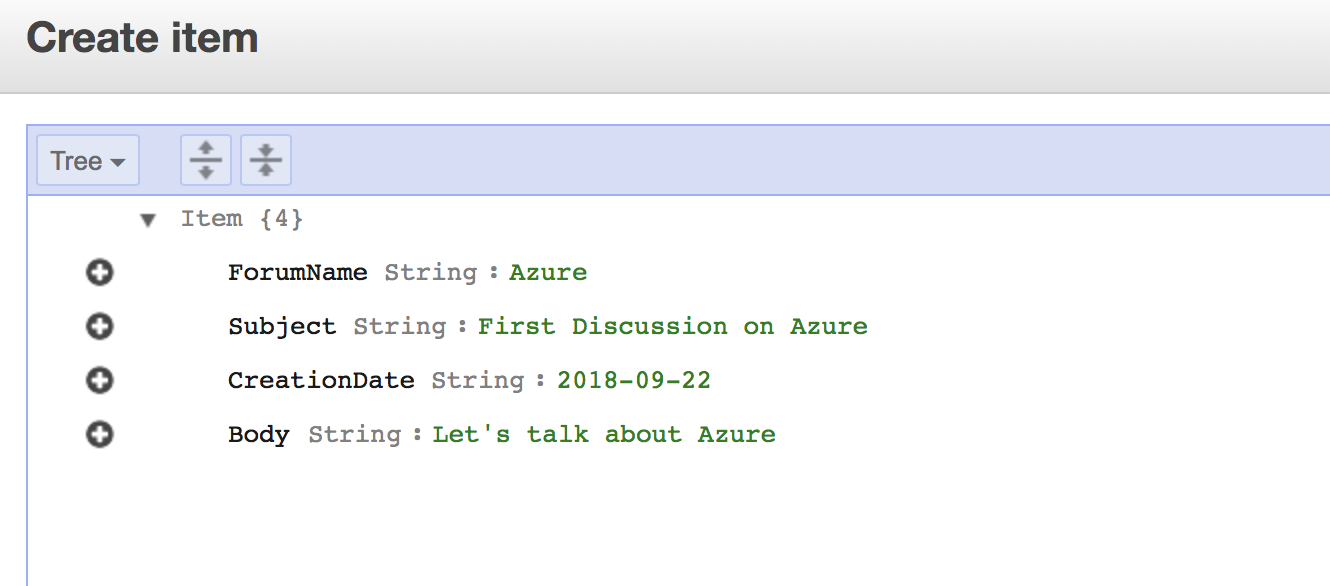 Create item
Tree
Item {4}
ForumName String : Azure
Subject String : First Discussion on Azure
CreationDate String : 2018-09-22
Body String : Let's talk about Azure